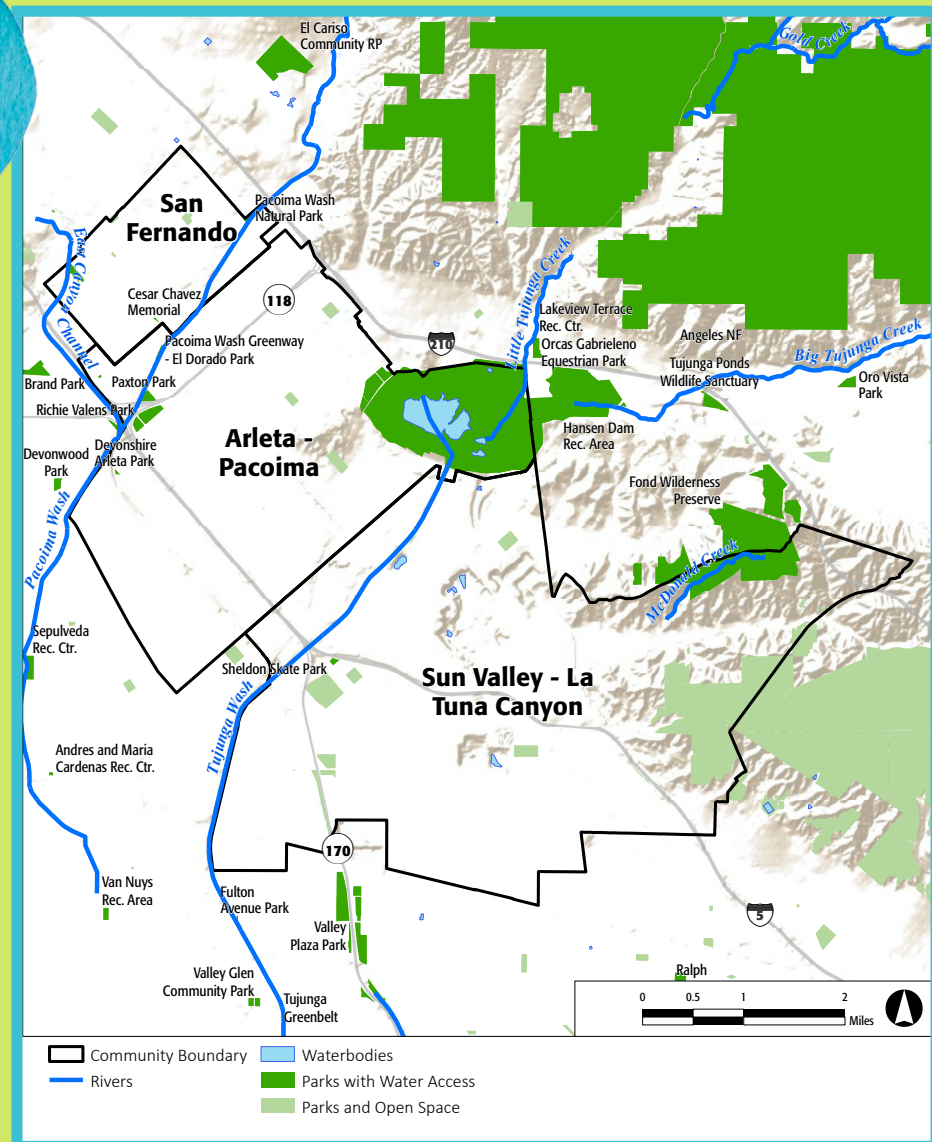 El Cariso
Community RP
Gold Creek
San
Fernando
Pacoima Wash
Natural Park
East Canyon Channel
Cesar Chavez
Memorial
118
Little Tujunga Creek
Lakeview Terrace
Rec. Ctr.
210
Pacoima Wash Greenway
- El Dorado Park
Orcas Gabrieleno
Equestrian Park
Angeles NF
Big Tujunga Creek
Tujunga Ponds
Wildlife Sanctuary
Oro Vista
Park
Brand Park
Paxton Park
Richie Valens Park
Arleta -
Pacoima
Hansen Dam
Rec. Area
Devonshire
Arleta Park
Devonwood
Park
Fond Wilderness
Preserve
Pacoima Wash
McDonald Creek
Sepulveda
Rec. Ctr.
Sheldon Skate Park
Sun Valley - La
Tuna Canyon
Tujunga Wash
Andres and Maria
Cardenas Rec. Ctr.
170
Van Nuys
Rec. Area
Fulton
Avenue Park
5
Valley
Plaza Park
Valley Glen
Community Park
Ralph
Tujunga
Greenbelt
0 0.5 1 2
Miles
Community Boundary
Waterbodies
Rivers
Parks with Water Access
Parks and Open Space